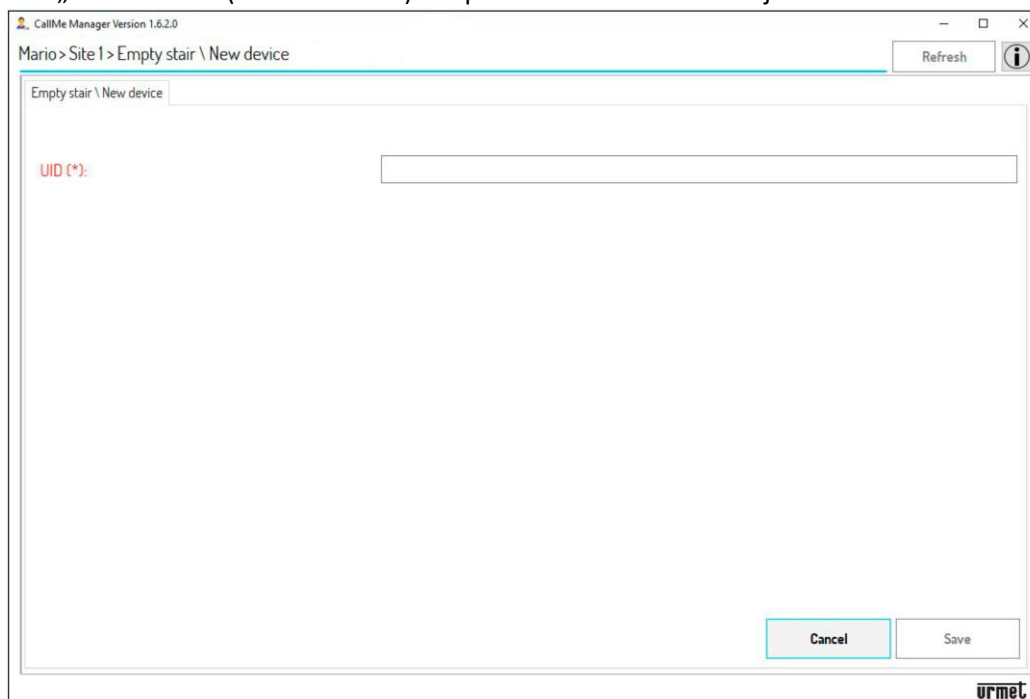 CallMe Manager Version 1.6.2.0
Mario > Site 1 > Empty stair \ New device
Refresh
Empty stair \ New device
UID (*):
Cancel
Save
urmet